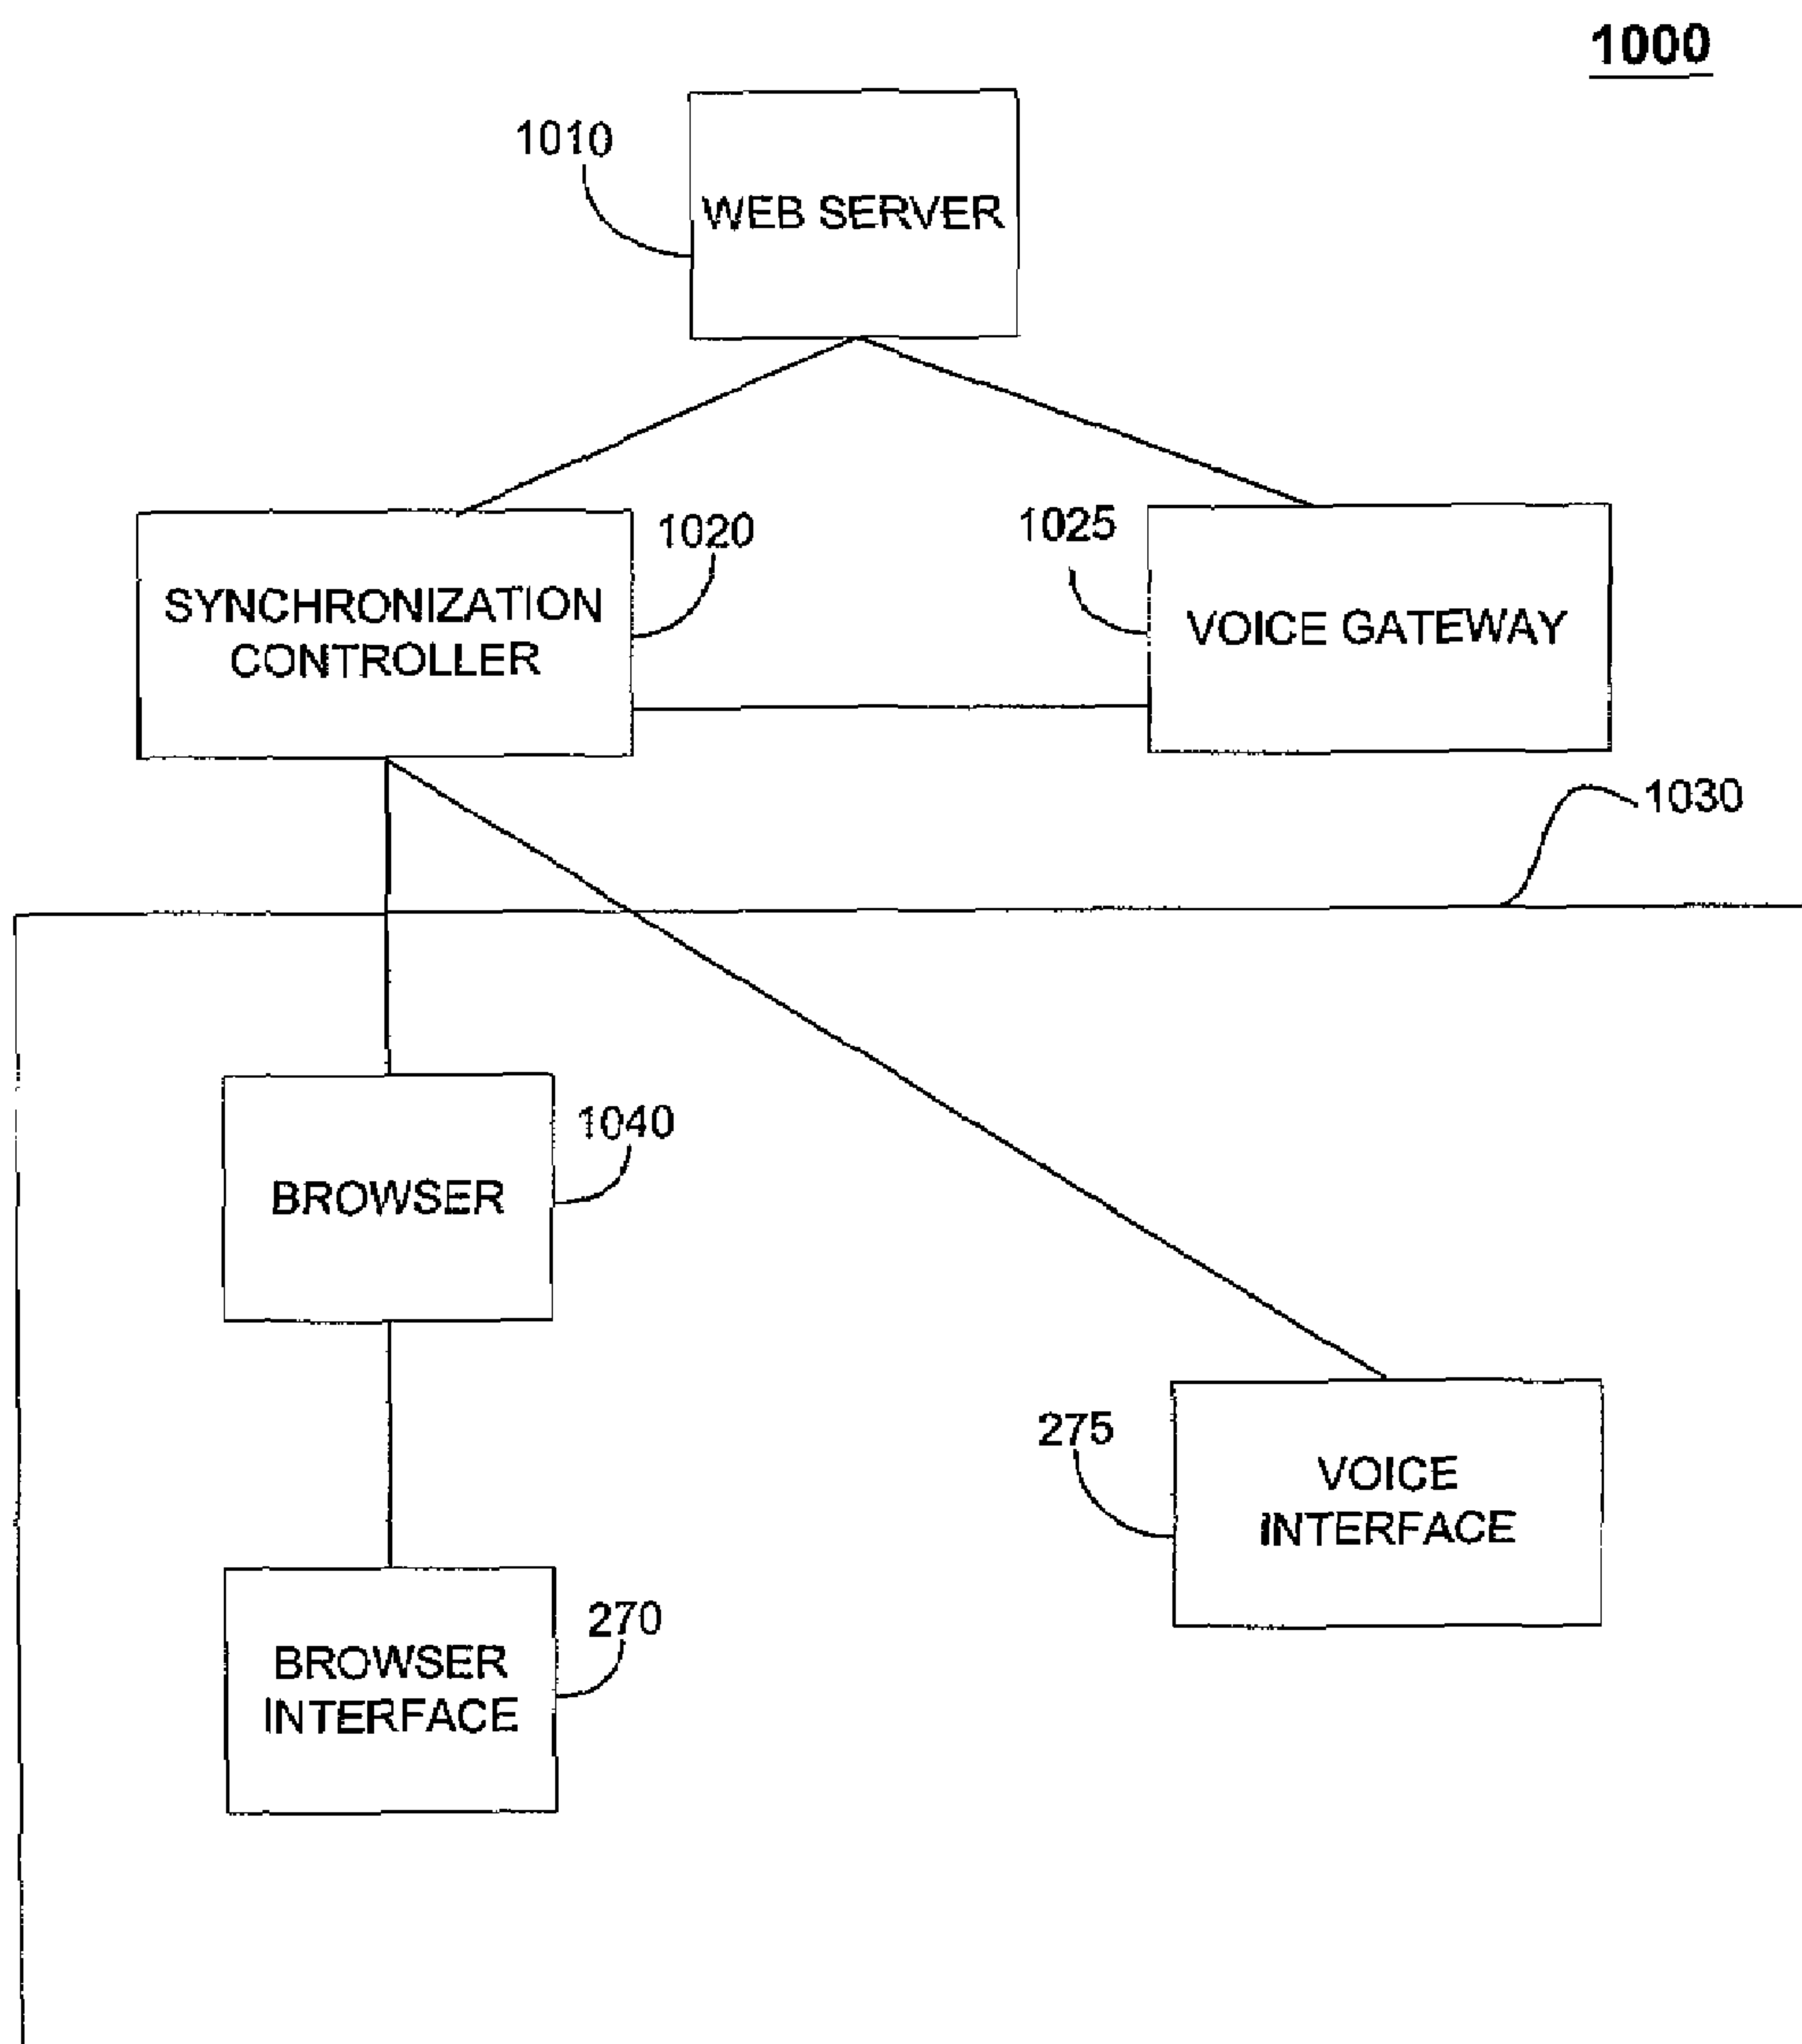 1000
1010
WEB SERVER
1020
1025
SYNCHRONIZATION
CONTROLLER
VOICE GATEWAY
1030
1040
BROWSER
275
VOICE
INTERFACE
270
BROWSER
INTERFACE